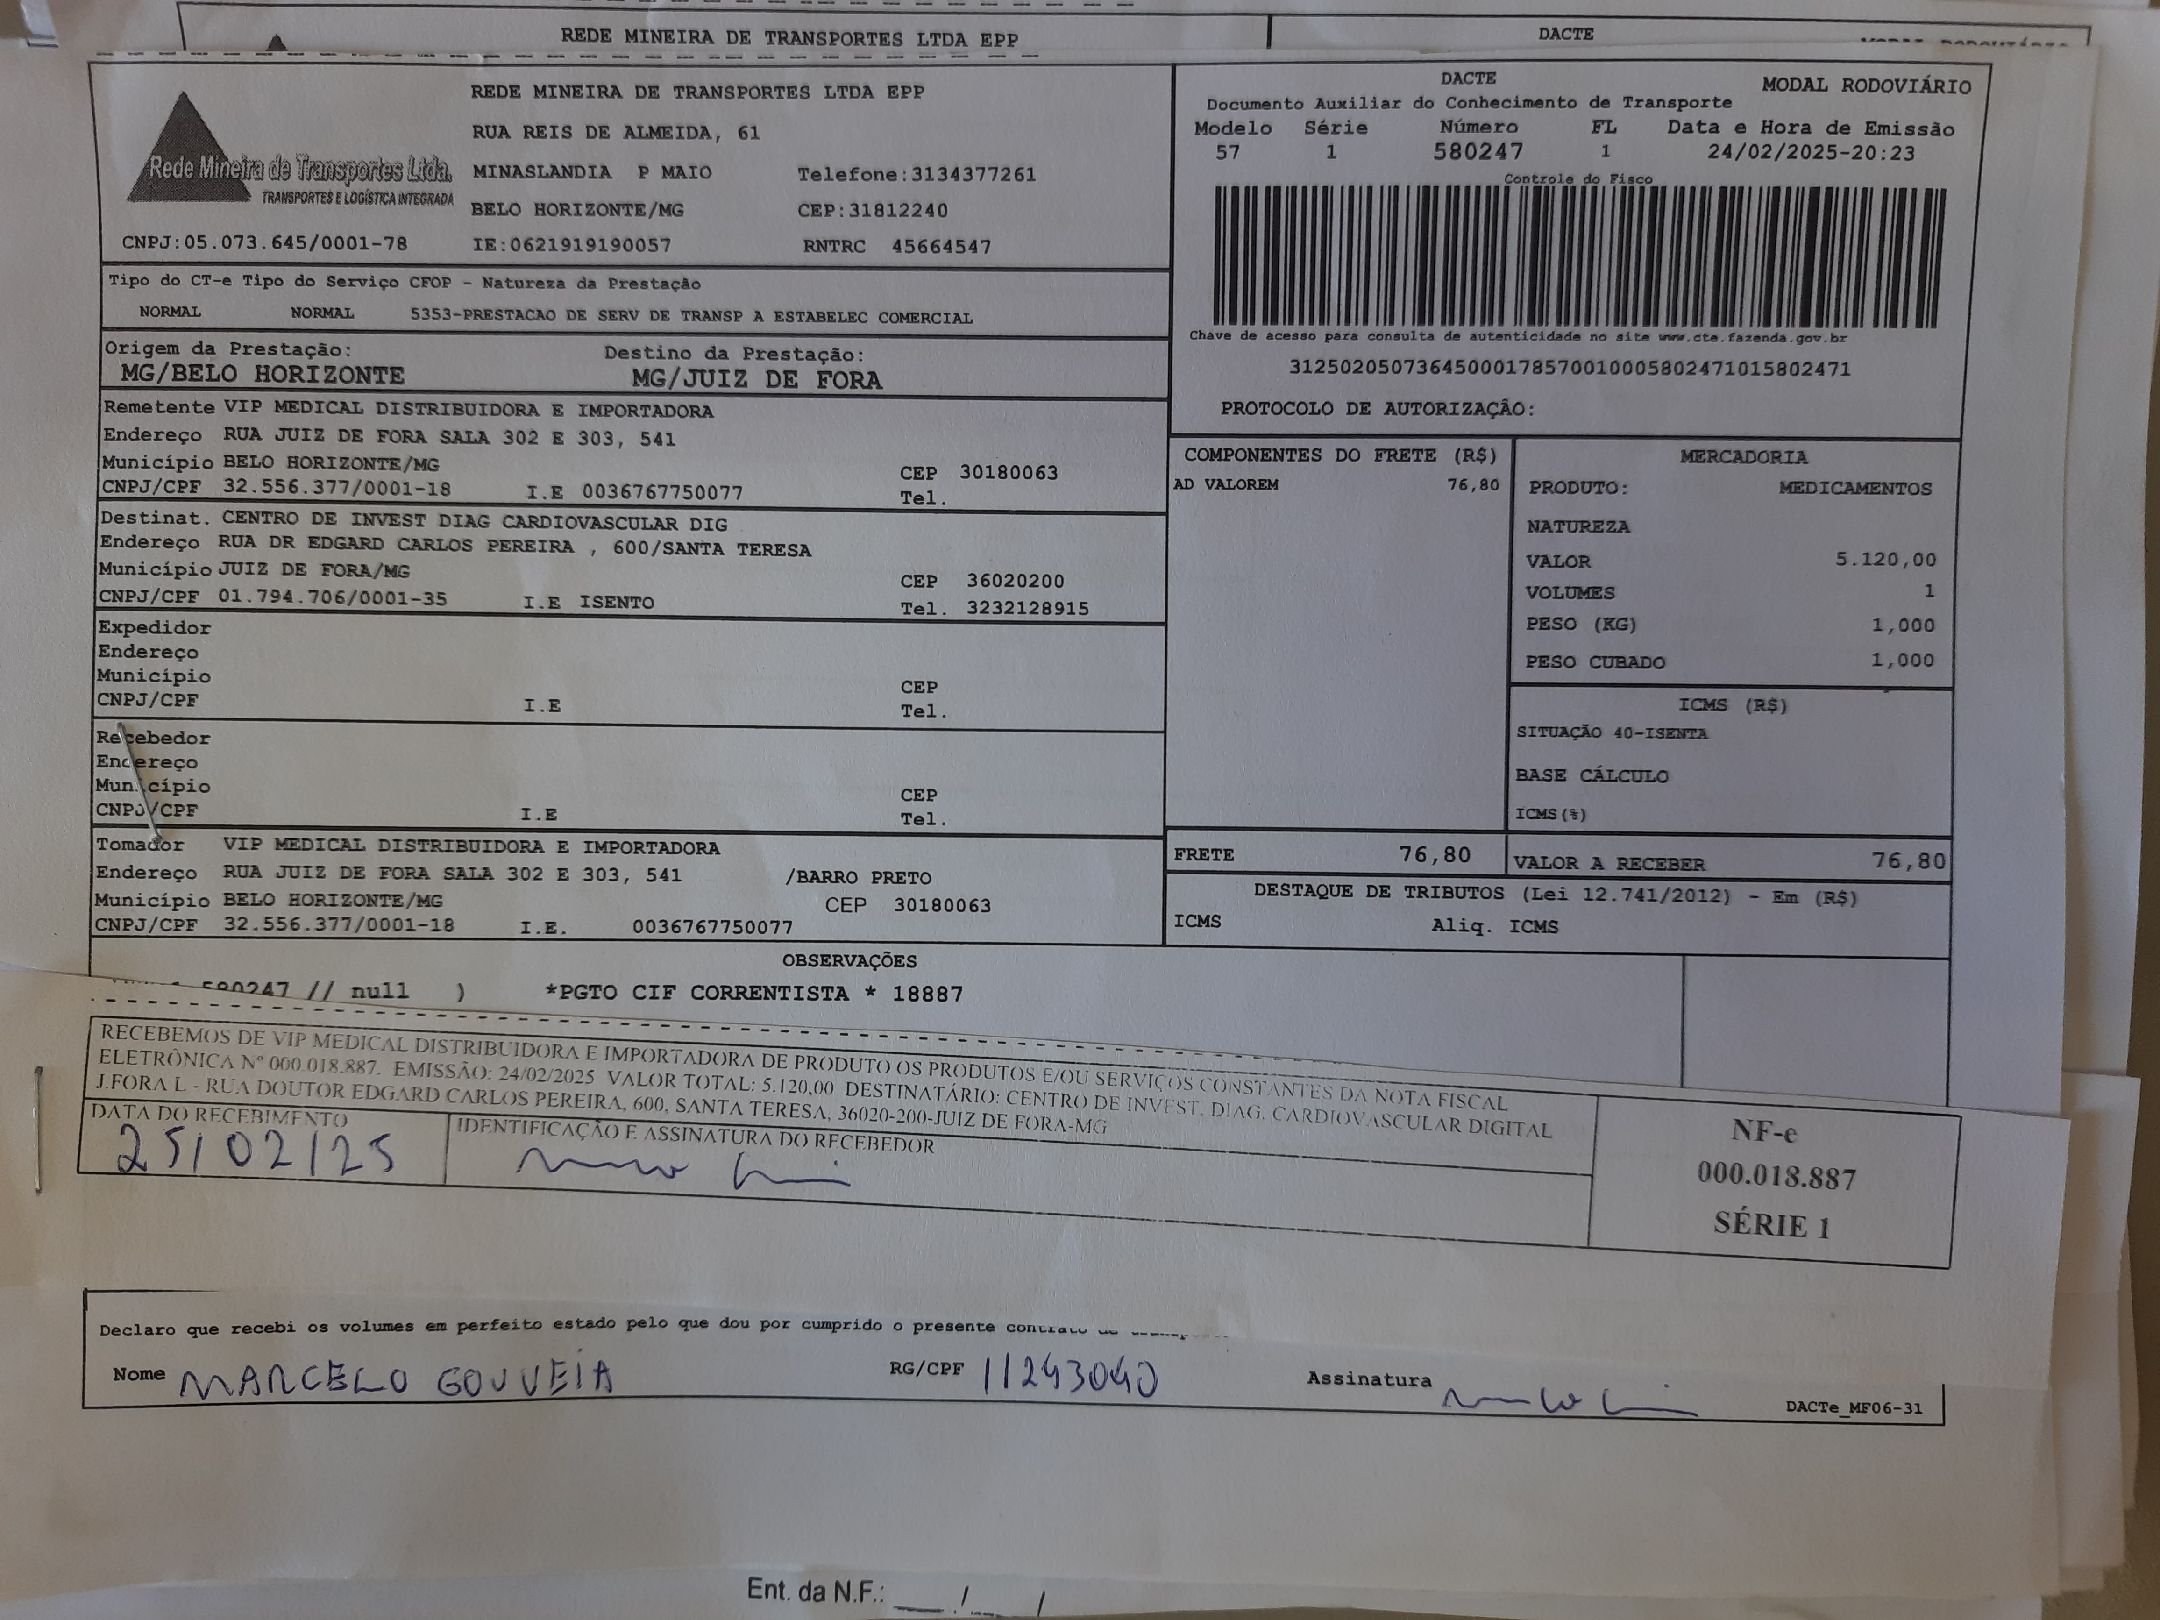 REDE MINEIRA DE TRANSPORTES LTDA EPP
DACTE
REDE MINEIRA DE TRANSPORTES LTDA EPP
RUA REIS DE ALMEIDA, 61
MINASLANDIA P MAIO Telefone:3134377261
BELO HORIZONTE/MG CEP:31812240
Rede Mineira de Transportes Ltda.
TRANSPORTES E LOGÍSTICA INTEGRADA
CNPJ:05.073.645/0001-78 IE:0621919190057 RNTRC 45664547
DACTE MODAL RODOVIÁRIO
Documento Auxiliar do Conhecimento de Transporte
Modelo Série Número FL Data e Hora de Emissão
57 1 580247 1 24/02/2025-20:23
Controle do Fisco
Chave de acesso para consulta de autenticidade no site www.cte.fazenda.gov.br
31250205073645000178570010005802471015802471
PROTOCOLO DE AUTORIZAÇÃO:
Tipo do CT-e Tipo do Serviço CFOP - Natureza da Prestação
NORMAL NORMAL 5353-PRESTACAO DE SERV DE TRANSP A ESTABELEC COMERCIAL
Origem da Prestação: Destino da Prestação:
MG/BELO HORIZONTE MG/JUIZ DE FORA
Remetente VIP MEDICAL DISTRIBUIDORA E IMPORTADORA
Endereço RUA JUIZ DE FORA SALA 302 E 303, 541
Município BELO HORIZONTE/MG CEP 30180063
CNPJ/CPF 32.556.377/0001-18 I.E 0036767750077 Tel.
Destinat. CENTRO DE INVEST DIAG CARDIOVASCULAR DIG
Endereço RUA DR EDGARD CARLOS PEREIRA , 600/SANTA TERESA
Município JUIZ DE FORA/MG CEP 36020200
CNPJ/CPF 01.794.706/0001-35 I.E ISENTO Tel. 3232128915
Expedidor
Endereço
Município CEP
CNPJ/CPF I.E Tel.
Recebedor
Endereço
Município CEP
CNPJ/CPF I.E Tel.
Tomador VIP MEDICAL DISTRIBUIDORA E IMPORTADORA
Endereço RUA JUIZ DE FORA SALA 302 E 303, 541 /BARRO PRETO
Município BELO HORIZONTE/MG CEP 30180063
CNPJ/CPF 32.556.377/0001-18 I.E. 0036767750077
COMPONENTES DO FRETE (R$)
AD VALOREM 76,80
MERCADORIA
PRODUTO: MEDICAMENTOS
NATUREZA
VALOR 5.120,00
VOLUMES 1
PESO (KG) 1,000
PESO CUBADO 1,000
ICMS (R$)
SITUAÇÃO 40-ISENTA
BASE CÁLCULO
ICMS(%)
FRETE 76,80 VALOR A RECEBER 76,80
DESTAQUE DE TRIBUTOS (Lei 12.741/2012) - Em (R$)
ICMS Aliq. ICMS
OBSERVAÇÕES
580247 // null ) *PGTO CIF CORRENTISTA * 18887
RECEBEMOS DE VIP MEDICAL DISTRIBUIDORA E IMPORTADORA DE PRODUTO OS PRODUTOS E/OU SERVIÇOS CONSTANTES DA NOTA FISCAL
ELETRÔNICA Nº 000.018.887. EMISSÃO: 24/02/2025 VALOR TOTAL: 5.120,00 DESTINATÁRIO: CENTRO DE INVEST. DIAG. CARDIOVASCULAR DIGITAL
J.FORA L - RUA DOUTOR EDGARD CARLOS PEREIRA, 600, SANTA TERESA, 36020-200-JUIZ DE FORA-MG
DATA DO RECEBIMENTO IDENTIFICAÇÃO E ASSINATURA DO RECEBEDOR
25/02/25
NF-e
000.018.887
SÉRIE 1
Declaro que recebi os volumes em perfeito estado pelo que dou por cumprido o presente contrato
Nome MARCELO GOUVEIA RG/CPF 11243040 Assinatura
DACTe_MF06-31
Ent. da N.F.: __/__/